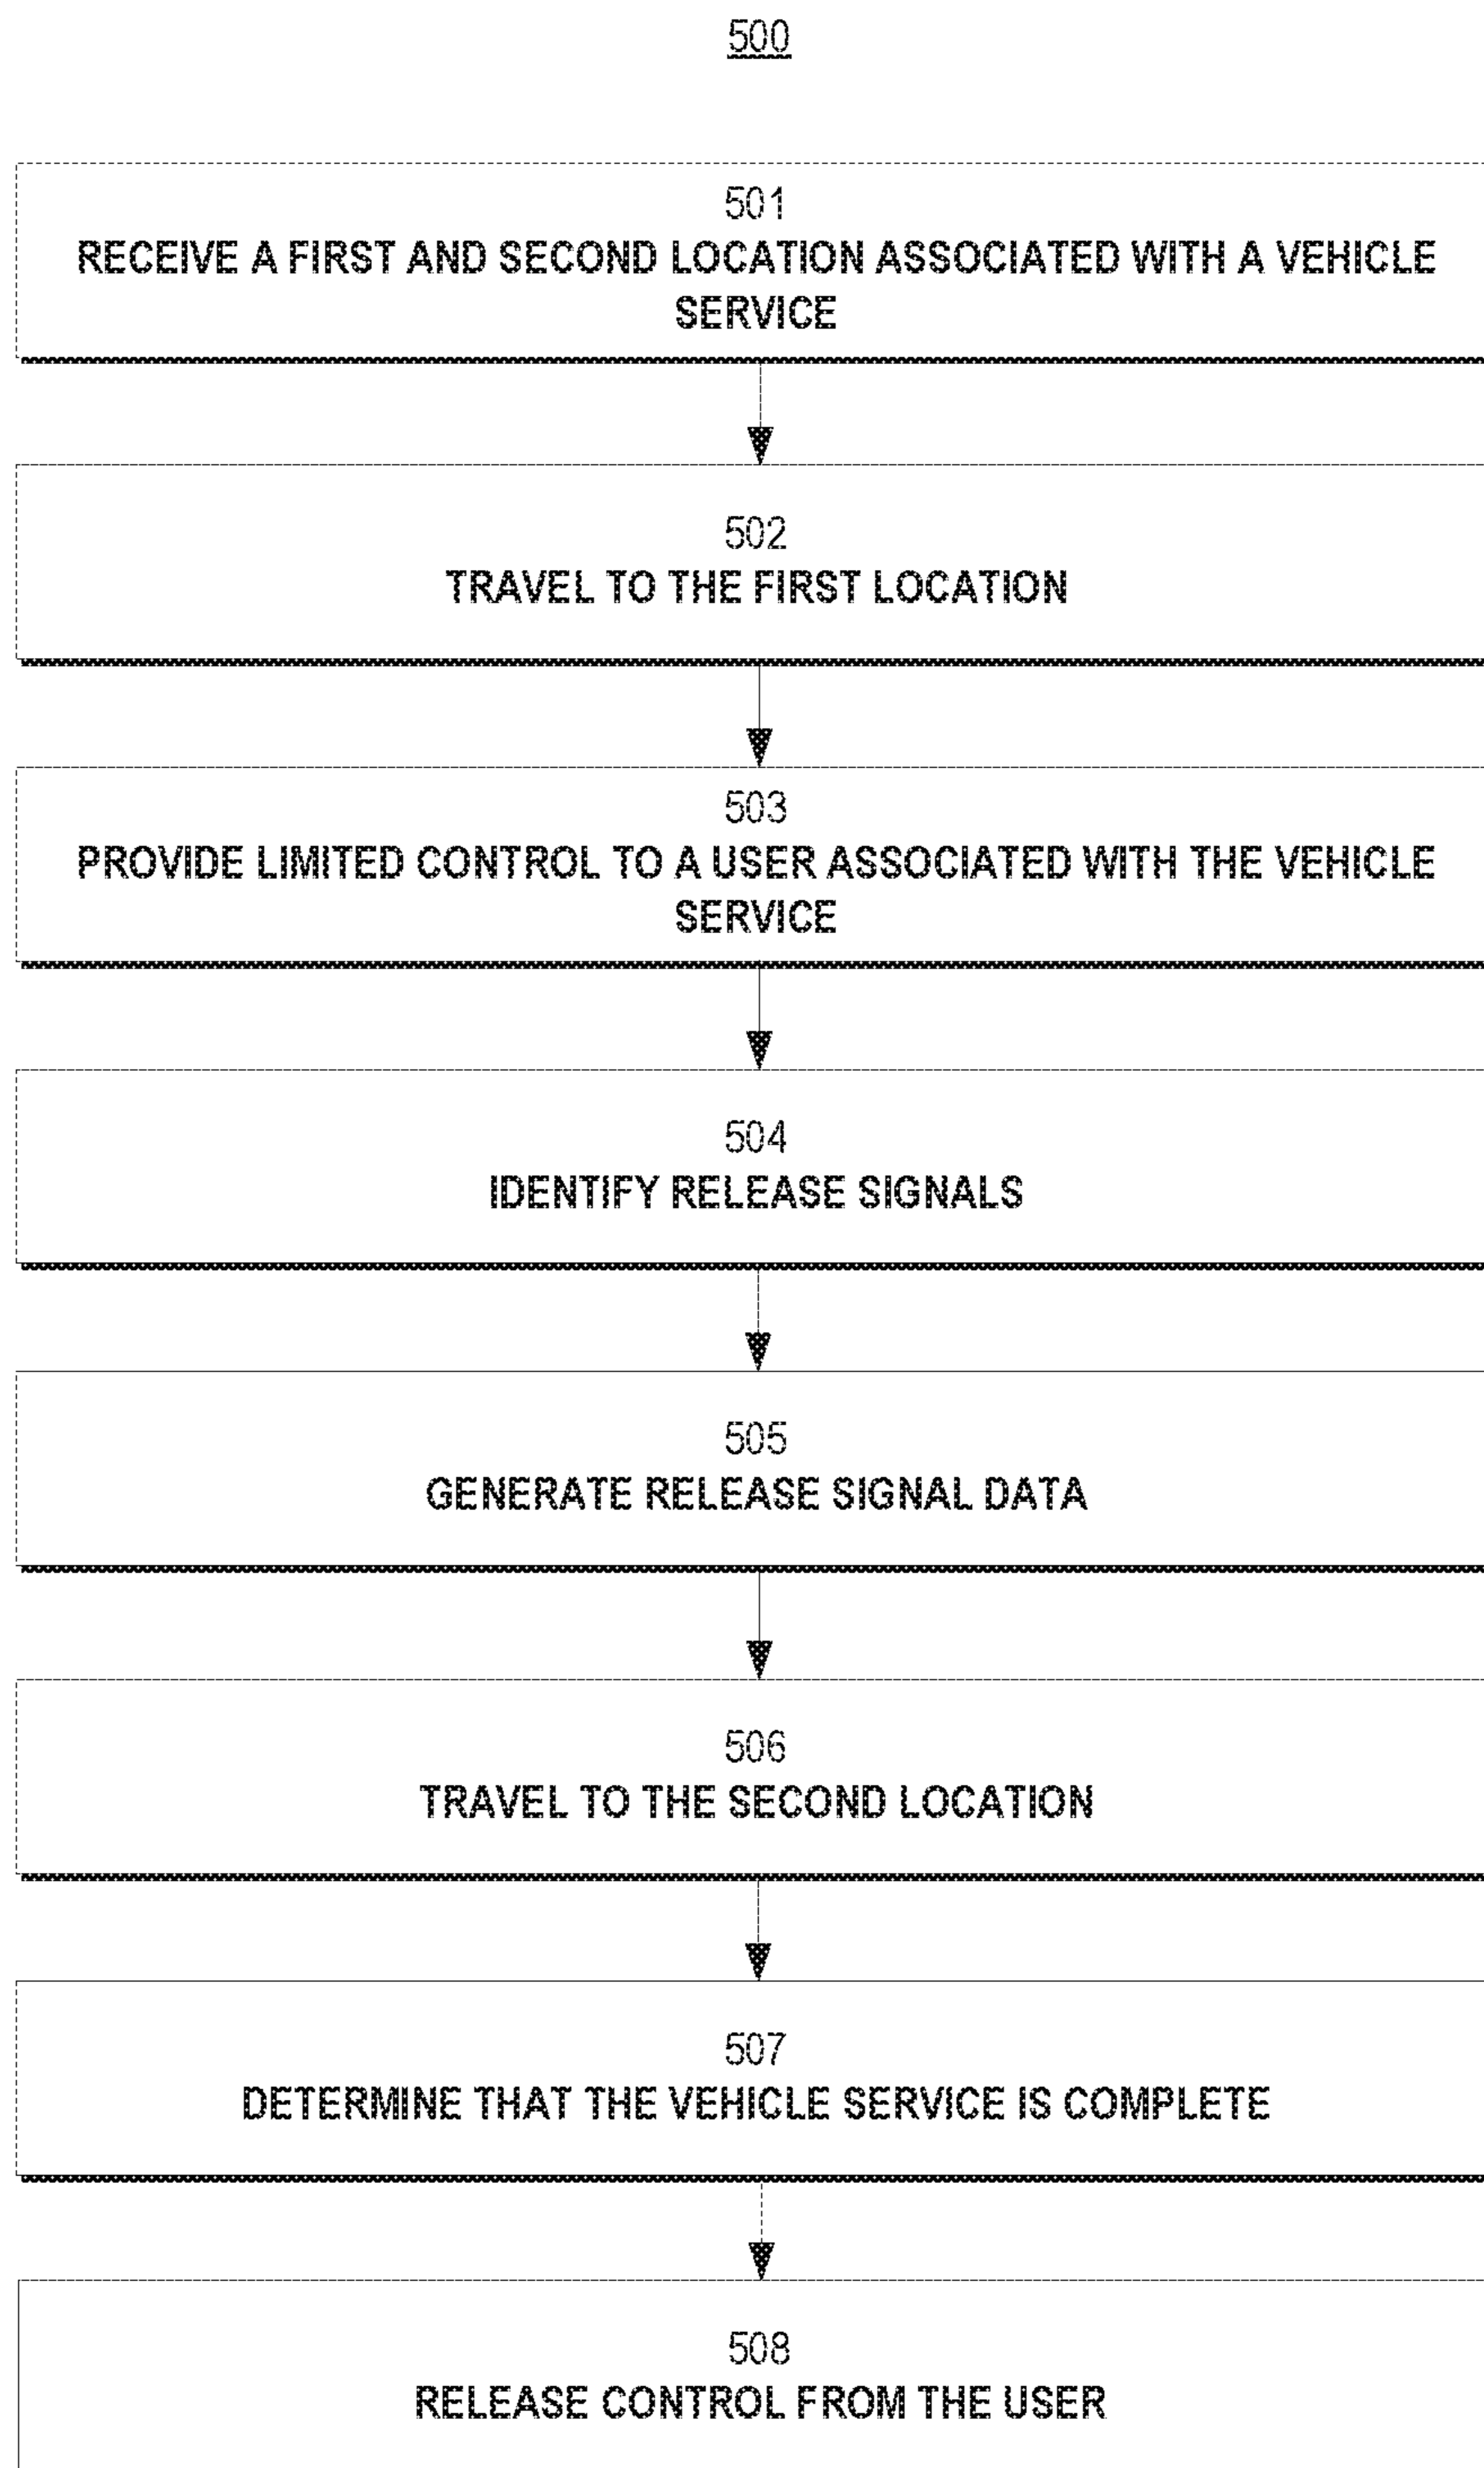 500
501
RECEIVE A FIRST AND SECOND LOCATION ASSOCIATED WITH A VEHICLE
SERVICE
502
TRAVEL TO THE FIRST LOCATION
503
PROVIDE LIMITED CONTROL TO A USER ASSOCIATED WITH THE VEHICLE
SERVICE
504
IDENTIFY RELEASE SIGNALS
505
GENERATE RELEASE SIGNAL DATA
506
TRAVEL TO THE SECOND LOCATION
507
DETERMINE THAT THE VEHICLE SERVICE IS COMPLETE
508
RELEASE CONTROL FROM THE USER